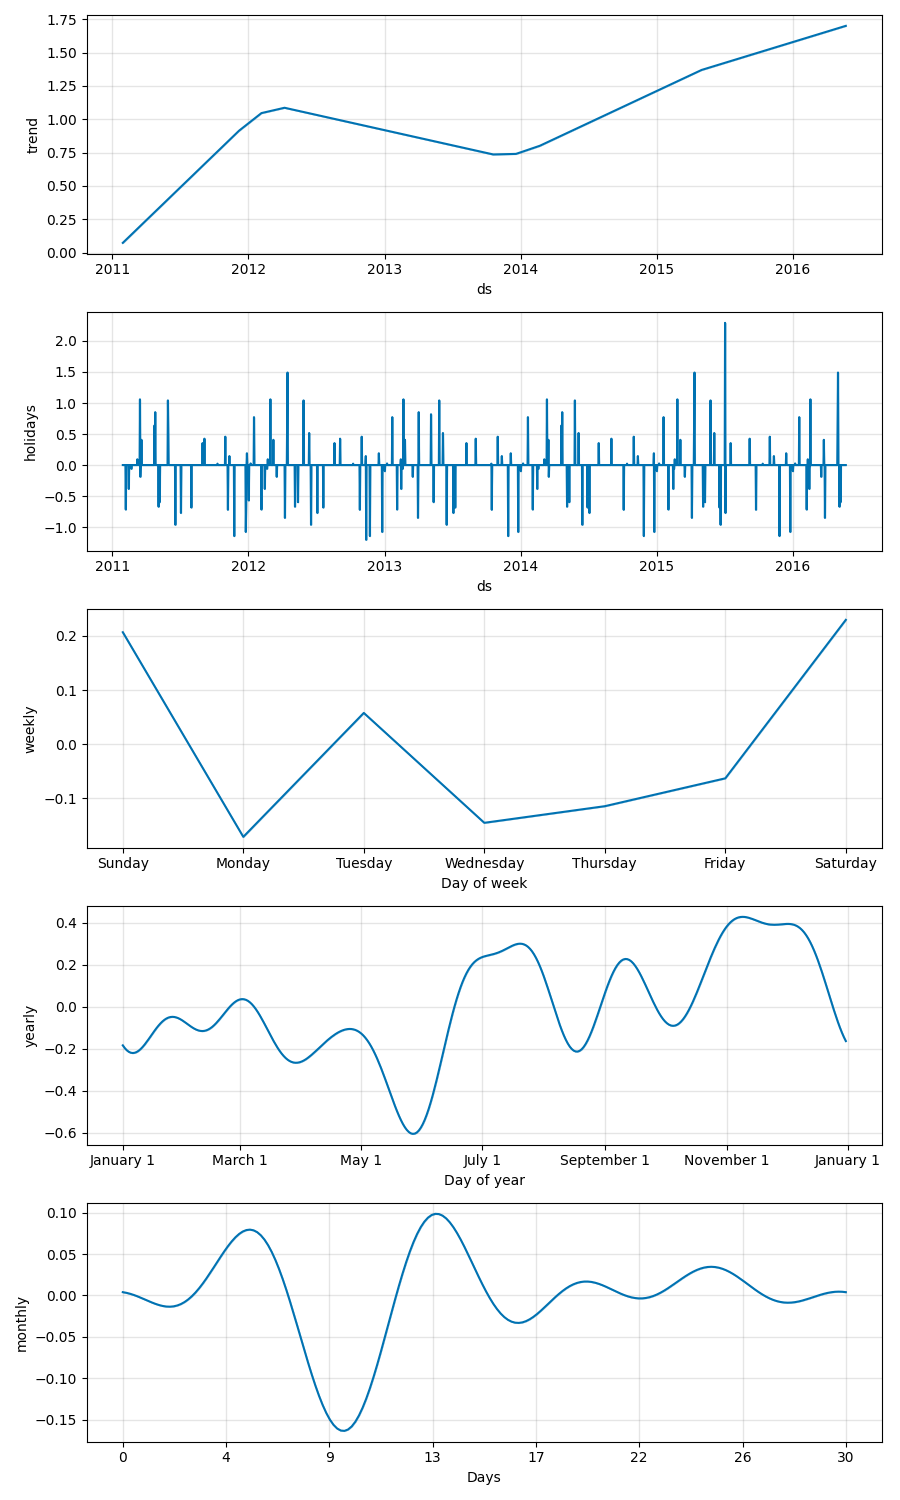 1.75
1.50
1.25
1.00
0.75
0.50
0.25
0.00
trend
2011 2012 2013 2014 2015 2016
ds
2.0
1.5
1.0
0.5
0.0
−0.5
−1.0
holidays
2011 2012 2013 2014 2015 2016
ds
0.2
0.1
0.0
−0.1
weekly
Sunday Monday Tuesday Wednesday Thursday Friday Saturday
Day of week
0.4
0.2
0.0
−0.2
−0.4
−0.6
yearly
January 1 March 1 May 1 July 1 September 1 November 1 January 1
Day of year
0.10
0.05
0.00
−0.05
−0.10
−0.15
monthly
0 4 9 13 17 22 26 30
Days